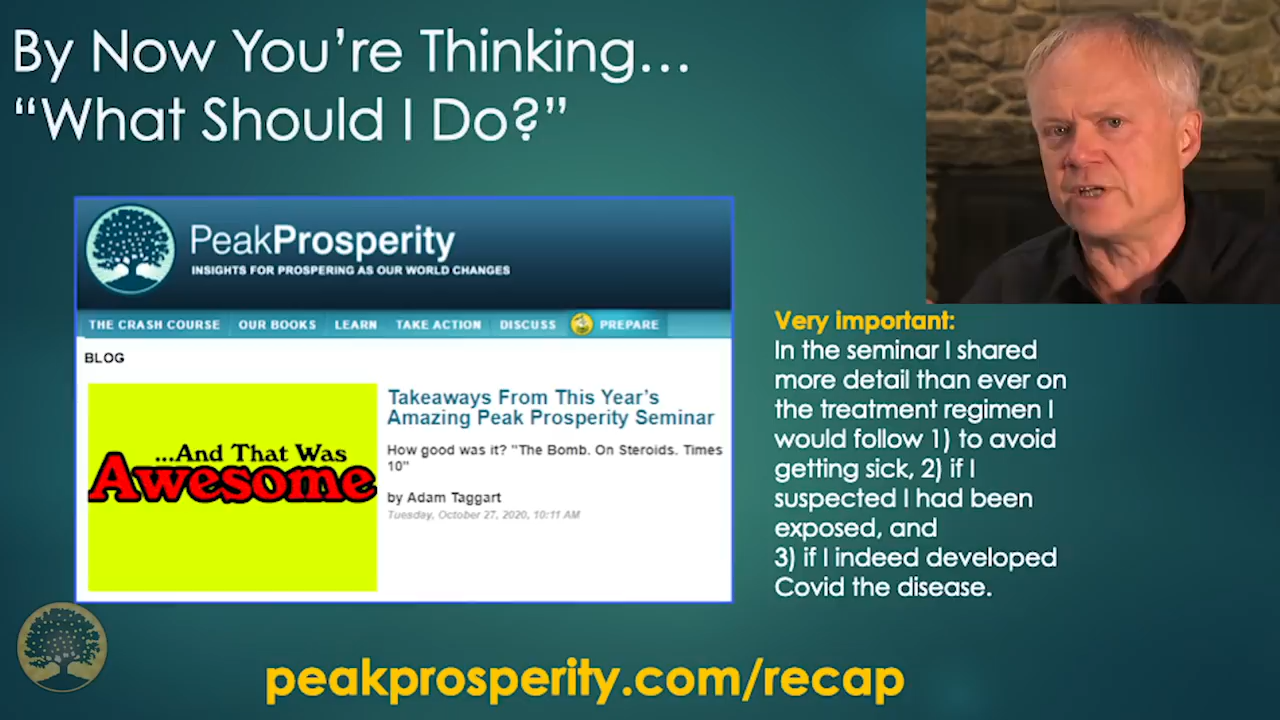 By Now You're Thinking…
“What Should I Do?”
PeakProsperity
INSIGHTS FOR PROSPERING AS OUR WORLD CHANGES
THE CRASH COURSE
OUR BOOKS
LEARN
TAKE ACTION
DISCUSS
PREPARE
BLOG
...And That Was
Awesome
Takeaways From This Year's
Amazing Peak Prosperity Seminar
How good was it? "The Bomb. On Steroids. Times
10"
by Adam Taggart
Tuesday, October 27, 2020, 10:11 AM
Very important:
In the seminar I shared
more detail than ever on
the treatment regimen I
would follow 1) to avoid
getting sick, 2) if I
suspected I had been
exposed, and
3) if I indeed developed
Covid the disease.
peakprosperity.com/recap